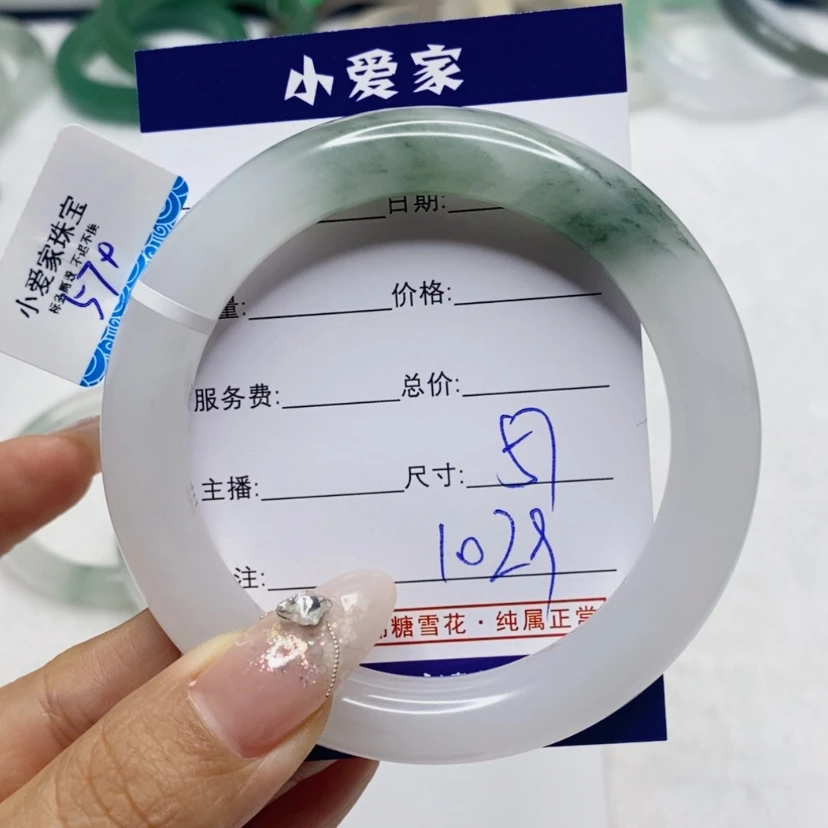 小爱家
小爱家珠宝
日期:
量: 价格:
服务费: 总价:
主播: 尺寸: 57
1029
注:
糖雪花·纯属正常